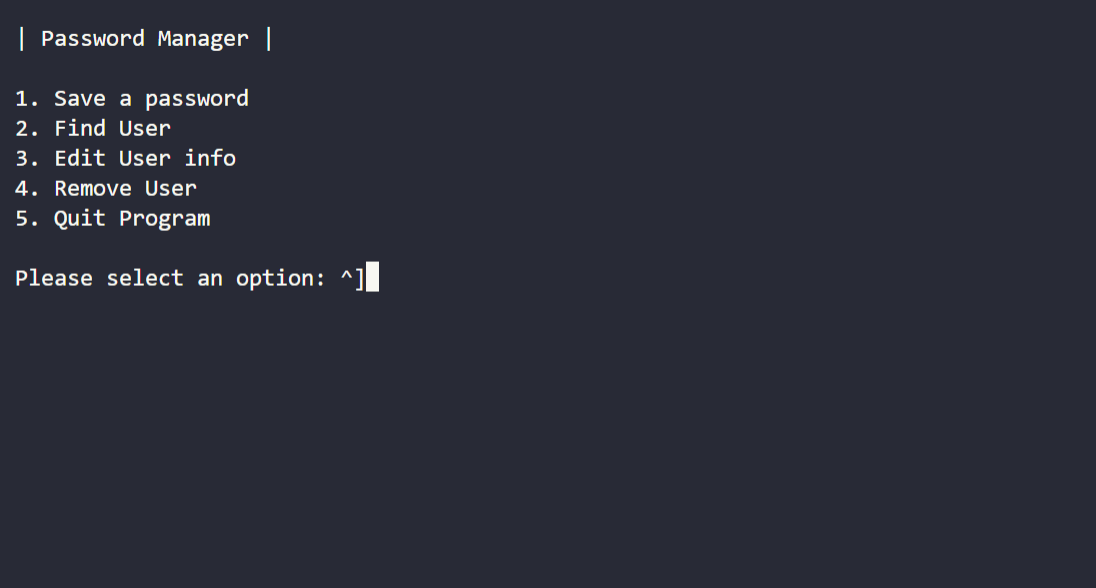 | Password Manager |
1. Save a password
2. Find User
3. Edit User info
4. Remove User
5. Quit Program
Please select an option: ^]